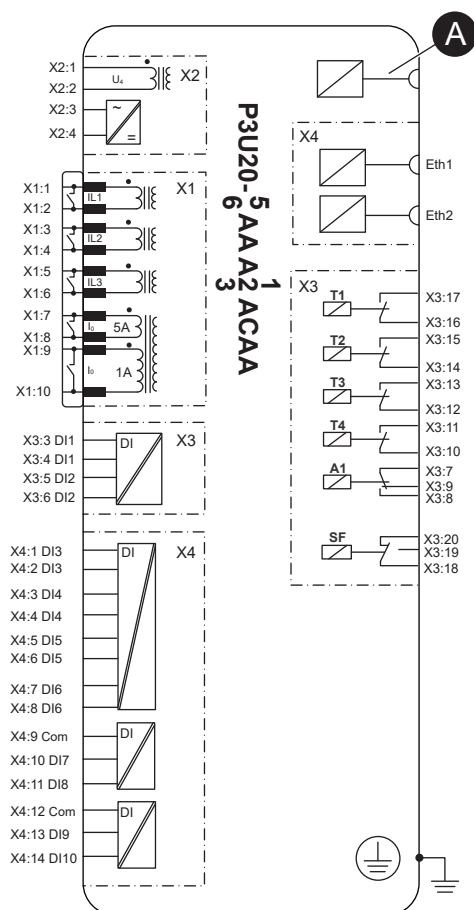 A
X2:1
X2:2
X2:3
X2:4
U4
X2
~
=
X1:1
X1:2
X1:3
X1:4
X1:5
X1:6
X1:7
X1:8
X1:9
X1:10
IL1
IL2
IL3
I0
5A
I0
1A
X1
P3U20- 5 AA A2 1 ACAA
6 3
X4
Eth1
Eth2
X3
T1
X3:17
X3:16
T2
X3:15
X3:14
T3
X3:13
X3:12
T4
X3:11
X3:10
A1
X3:7
X3:9
X3:8
SF
X3:20
X3:19
X3:18
X3:3 DI1
X3:4 DI1
X3:5 DI2
X3:6 DI2
DI
X3
X4:1 DI3
X4:2 DI3
X4:3 DI4
X4:4 DI4
X4:5 DI5
X4:6 DI5
X4:7 DI6
X4:8 DI6
DI
X4
X4:9 Com
X4:10 DI7
X4:11 DI8
DI
X4:12 Com
X4:13 DI9
X4:14 DI10
DI